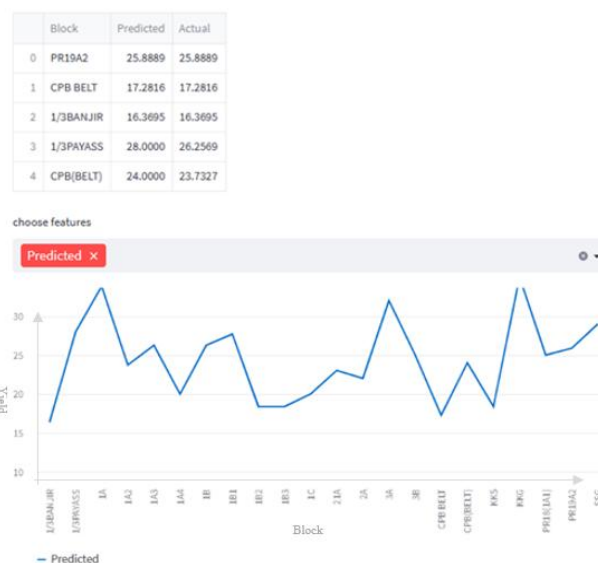 Block Predicted Actual
0 PR19A2 25.8889 25.8889
1 CPB BELT 17.2816 17.2816
2 1/3BANJIR 16.3695 16.3695
3 1/3PAYASS 28.0000 26.2569
4 CPB(BELT) 24.0000 23.7327
choose features
Predicted ×
30
25
20
15
10
Yield
1/3BANJIR 1/3PAYASS 1A 1A2 1A3 1A4 1B 1B1 1B2 1B3 1C 21A 2A 3A 3B CPB BELT CPB(BELT) KKS KKG PR18(1A1) PR19A2
Block
Predicted